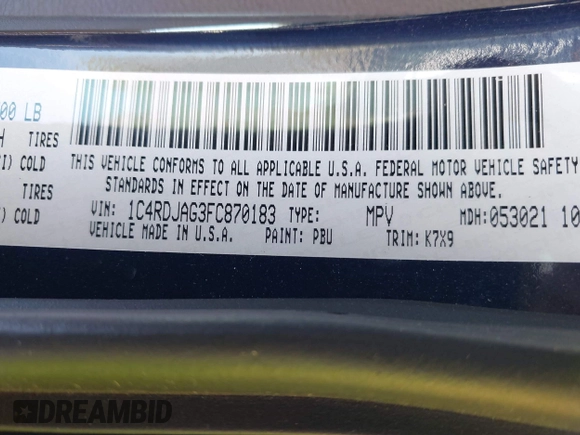 00 LB
TIRES
COLD
TIRES
COLD
THIS VEHICLE CONFORMS TO ALL APPLICABLE U.S.A. FEDERAL MOTOR VEHICLE SAFETY
STANDARDS IN EFFECT ON THE DATE OF MANUFACTURE SHOWN ABOVE.
VIN: 1C4RDJAG3FC870183 TYPE: MPV MDH:053021 10
VEHICLE MADE IN U.S.A. PAINT: PBU TRIM: K7X9
DREAMBID